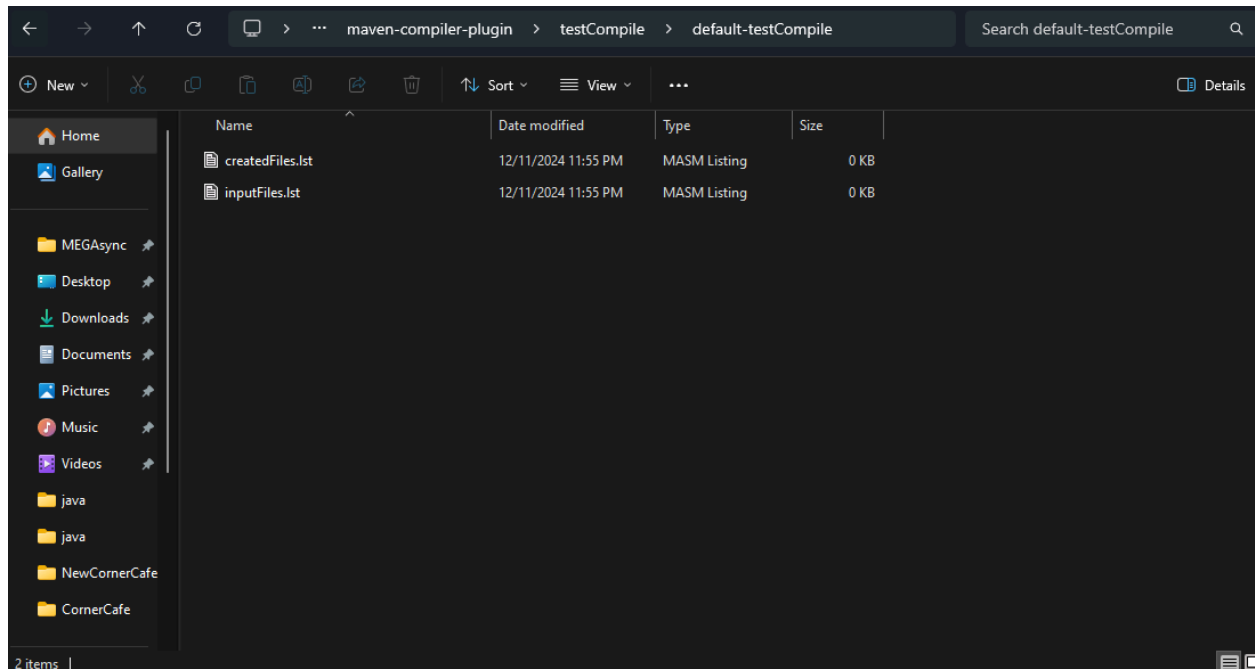 ··· maven-compiler-plugin > testCompile > default-testCompile Search default-testCompile
New Sort View ··· Details
Home
Gallery
MEGAsync
Desktop
Downloads
Documents
Pictures
Music
Videos
java
java
NewCornerCafe
CornerCafe
Name Date modified Type Size
createdFiles.lst 12/11/2024 11:55 PM MASM Listing 0 KB
inputFiles.lst 12/11/2024 11:55 PM MASM Listing 0 KB
2 items